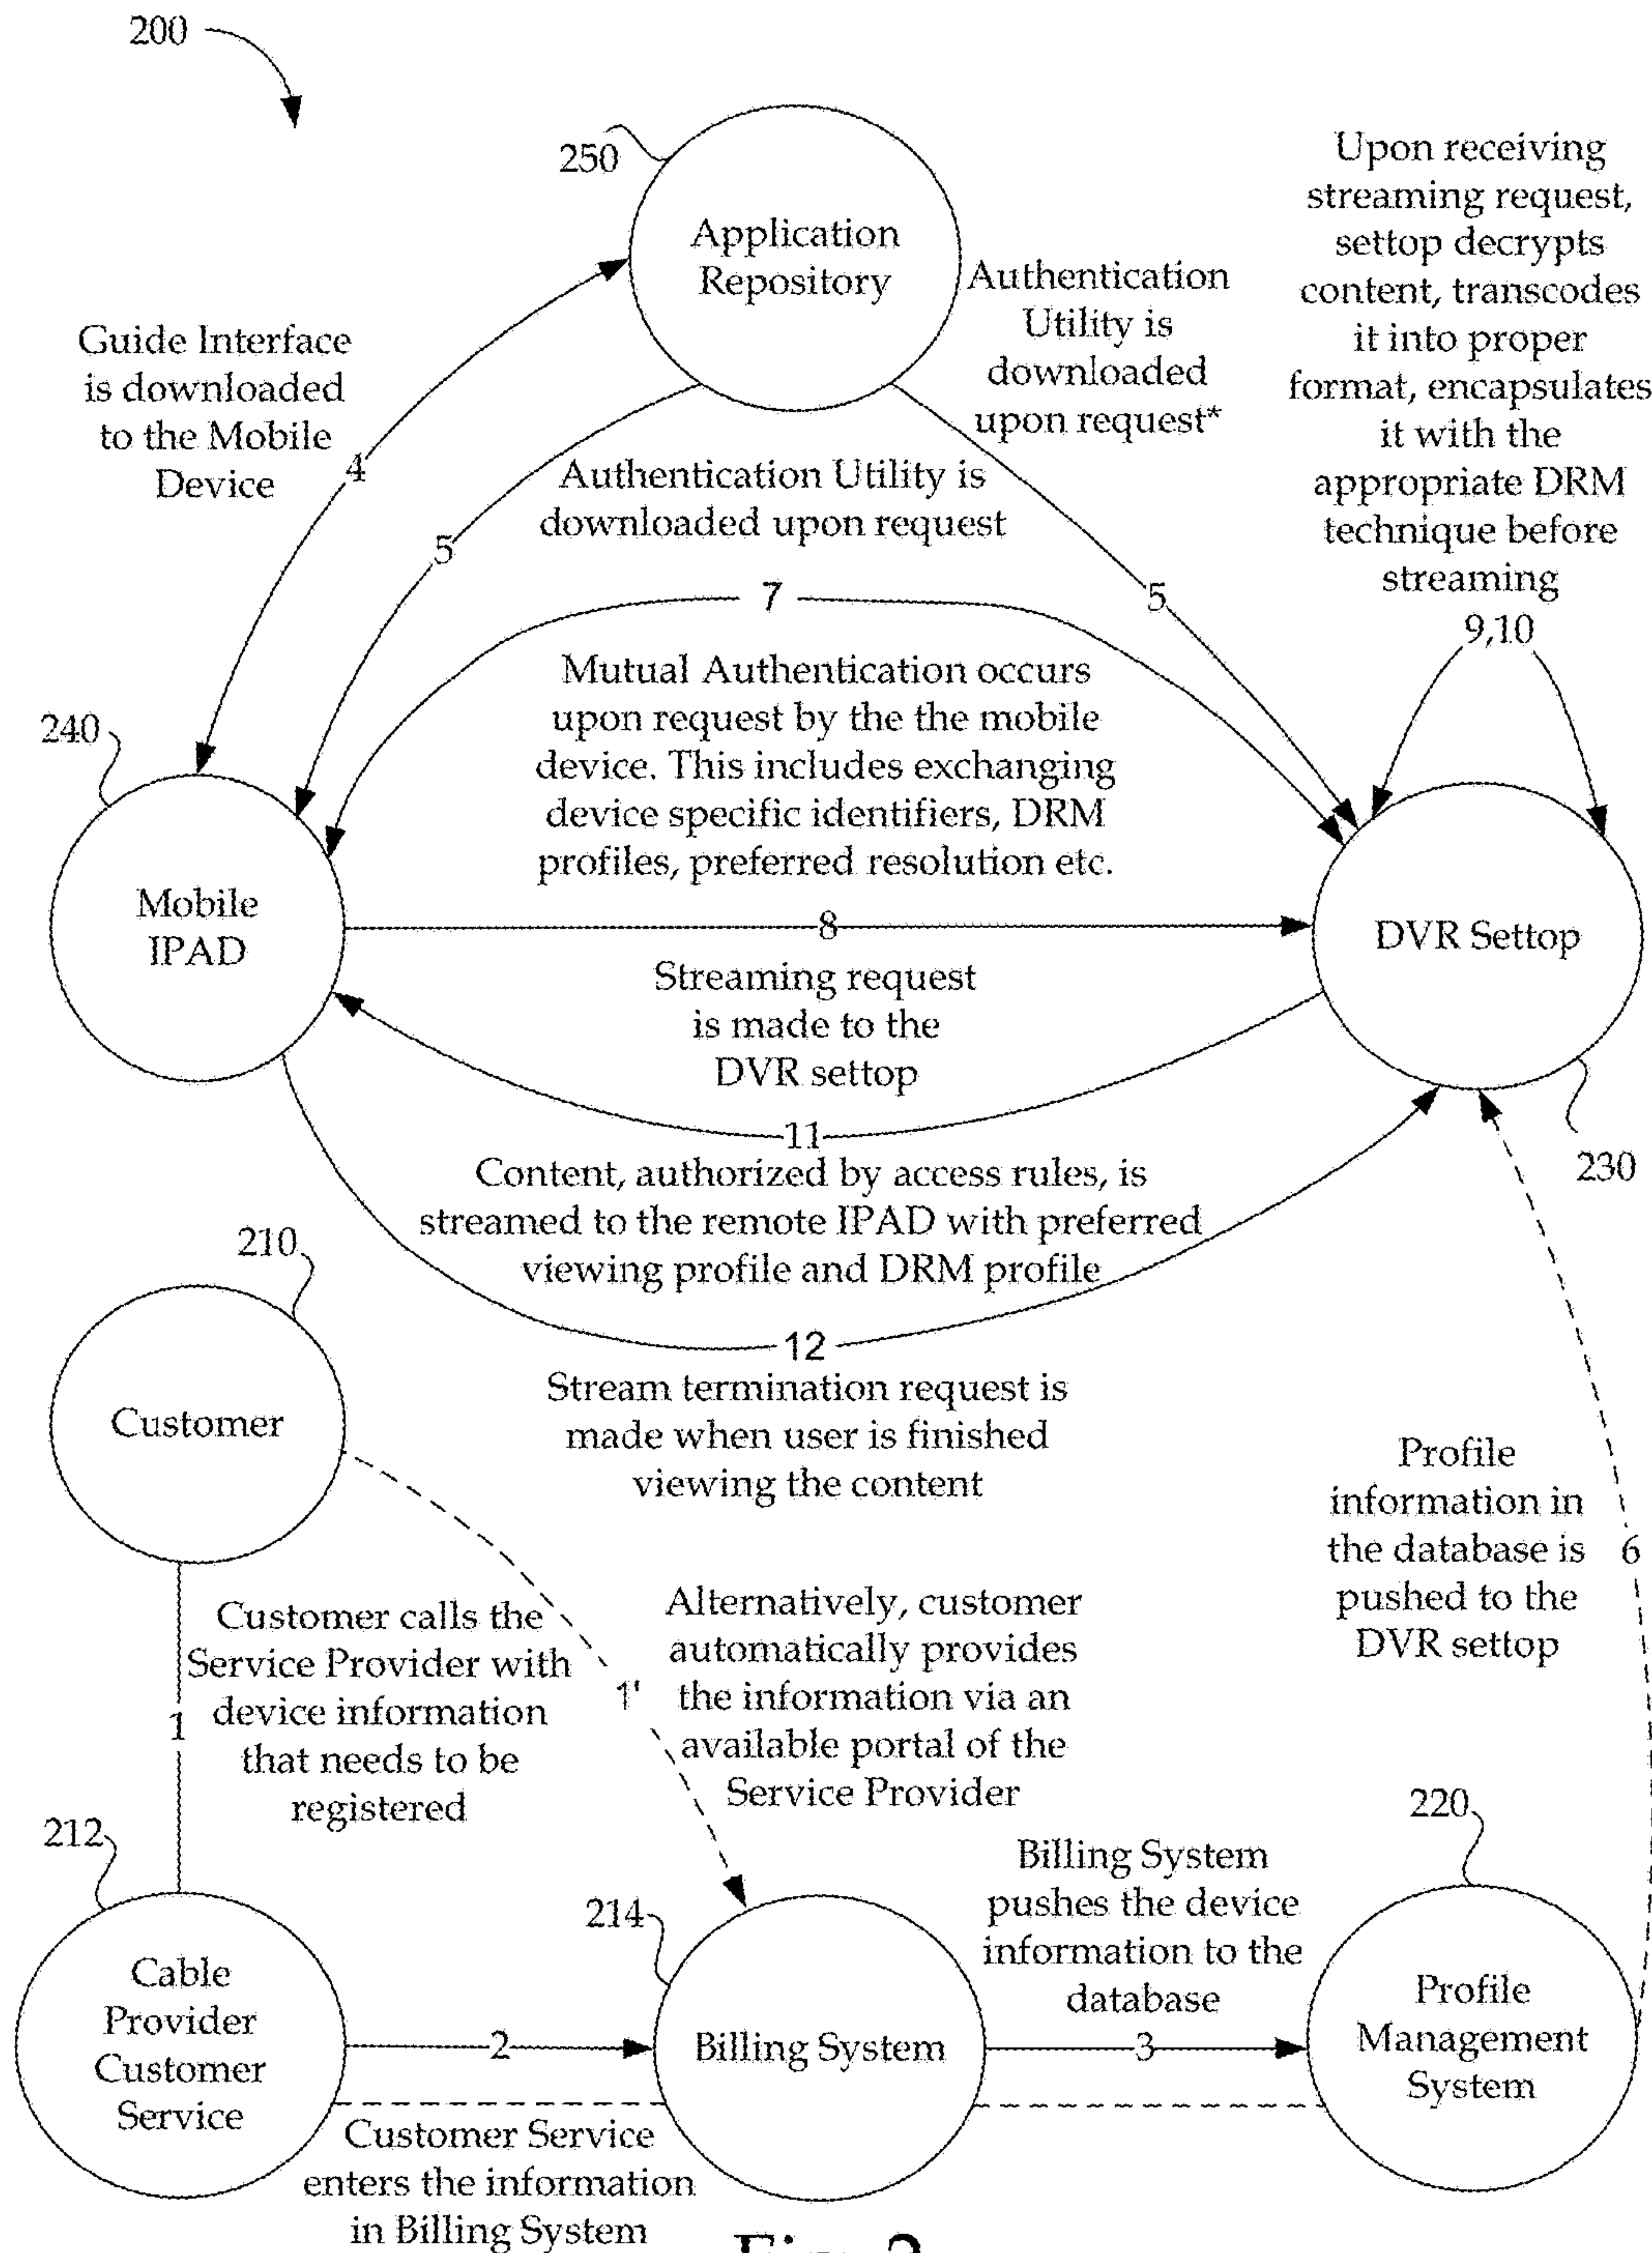 200
250
Application
Repository
Upon receiving
streaming request,
settop decrypts
content, transcodes
it into proper
format, encapsulates
it with the
appropriate DRM
technique before
streaming
9,10
Authentication
Utility is
downloaded
upon request*
Guide Interface
is downloaded
to the Mobile
Device
4
Authentication Utility is
downloaded upon request
5
5
7
Mutual Authentication occurs
upon request by the the mobile
device. This includes exchanging
device specific identifiers, DRM
profiles, preferred resolution etc.
240
Mobile
IPAD
8
DVR Settop
Streaming request
is made to the
DVR settop
11
230
Content, authorized by access rules, is
streamed to the remote IPAD with preferred
viewing profile and DRM profile
210
12
Customer
Stream termination request is
made when user is finished
viewing the content
Profile
information in
the database is
pushed to the
DVR settop
6
Customer calls the
Service Provider with
device information
that needs to be
registered
1
1'
Alternatively, customer
automatically provides
the information via an
available portal of the
Service Provider
212
214
220
Billing System
pushes the device
information to the
database
Cable
Provider
Customer
Service
2
Billing System
3
Profile
Management
System
Customer Service
enters the information
in Billing System